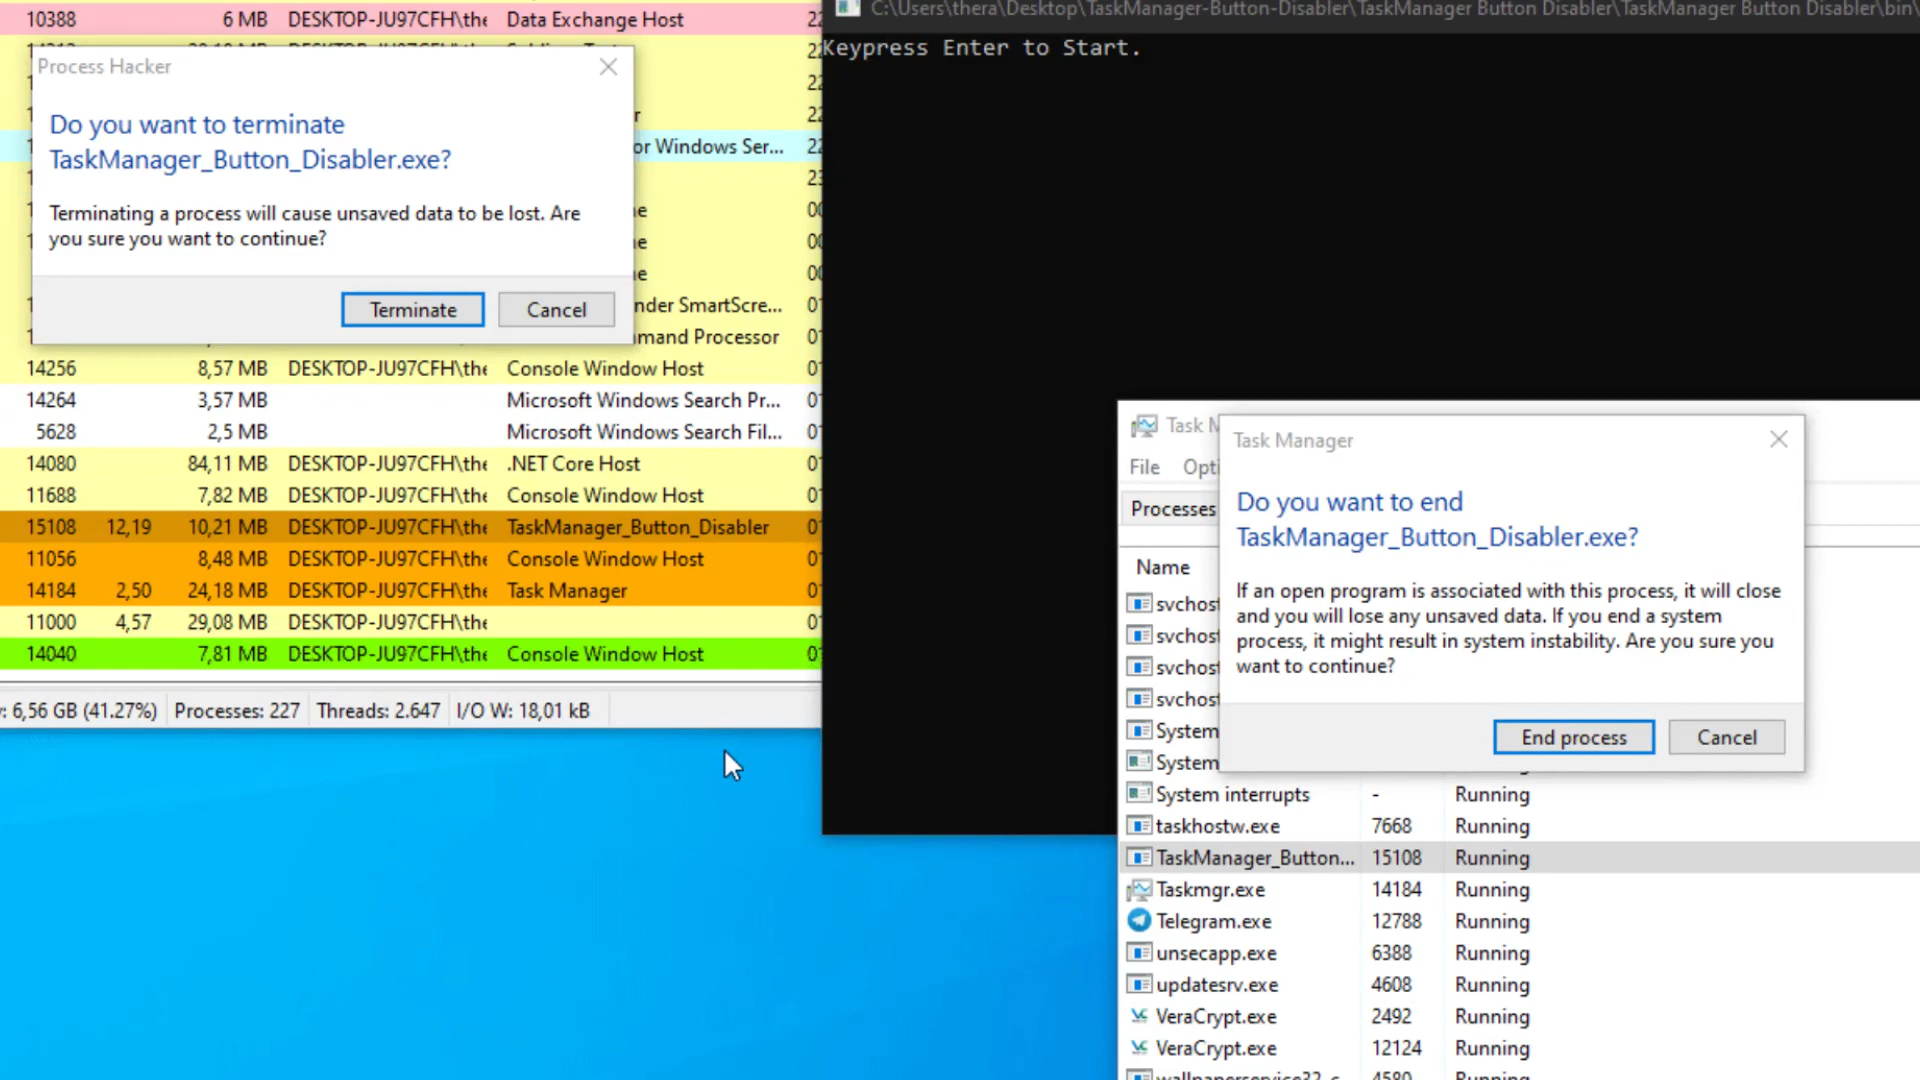 10388 6 MB DESKTOP-JU97CFH\the Data Exchange Host
Process Hacker
Do you want to terminate
TaskManager_Button_Disabler.exe?
Terminating a process will cause unsaved data to be lost. Are
you sure you want to continue?
Terminate Cancel
or Windows Ser...
nder SmartScre...
mand Processor
14256 8,57 MB DESKTOP-JU97CFH\the Console Window Host
14264 3,57 MB Microsoft Windows Search Pr...
5628 2,5 MB Microsoft Windows Search Fil...
14080 84,11 MB DESKTOP-JU97CFH\the .NET Core Host
11688 7,82 MB DESKTOP-JU97CFH\the Console Window Host
15108 12,19 10,21 MB DESKTOP-JU97CFH\the TaskManager_Button_Disabler
11056 8,48 MB DESKTOP-JU97CFH\the Console Window Host
14184 2,50 24,18 MB DESKTOP-JU97CFH\the Task Manager
11000 4,57 29,08 MB DESKTOP-JU97CFH\the
14040 7,81 MB DESKTOP-JU97CFH\the Console Window Host
y: 6,56 GB (41.27%) Processes: 227 Threads: 2.647 I/O W: 18,01 kB
C:\Users\thera\Desktop\TaskManager-Button-Disabler\TaskManager Button Disabler\TaskManager Button Disabler\bin\
Keypress Enter to Start.
Task M
File Opti
Processes
Name
svchost
svchost
svchost
svchost
System
System
Task Manager
Do you want to end
TaskManager_Button_Disabler.exe?
If an open program is associated with this process, it will close
and you will lose any unsaved data. If you end a system
process, it might result in system instability. Are you sure you
want to continue?
End process Cancel
System interrupts - Running
taskhostw.exe 7668 Running
TaskManager_Button... 15108 Running
Taskmgr.exe 14184 Running
Telegram.exe 12788 Running
unsecapp.exe 6388 Running
updatesrv.exe 4608 Running
VeraCrypt.exe 2492 Running
VeraCrypt.exe 12124 Running